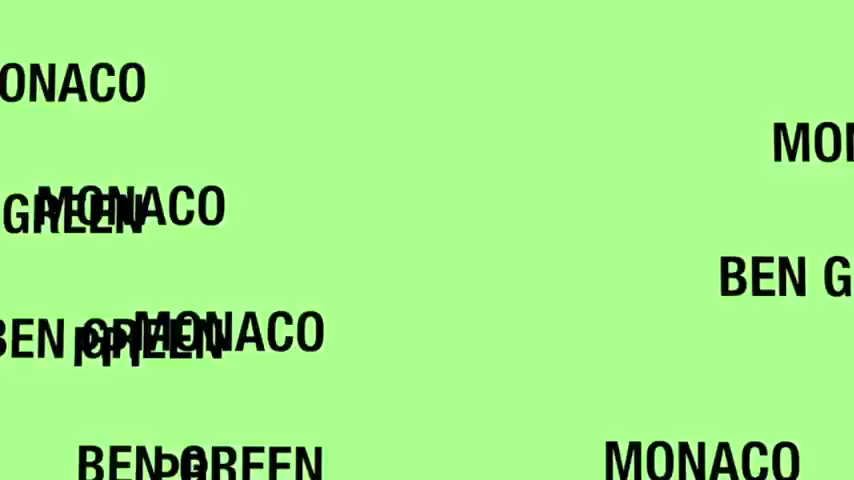 ONACO
MON
MONACO
GREEN
BEN G
MONACO
BEN GREEN
BEN GREEN
MONACO